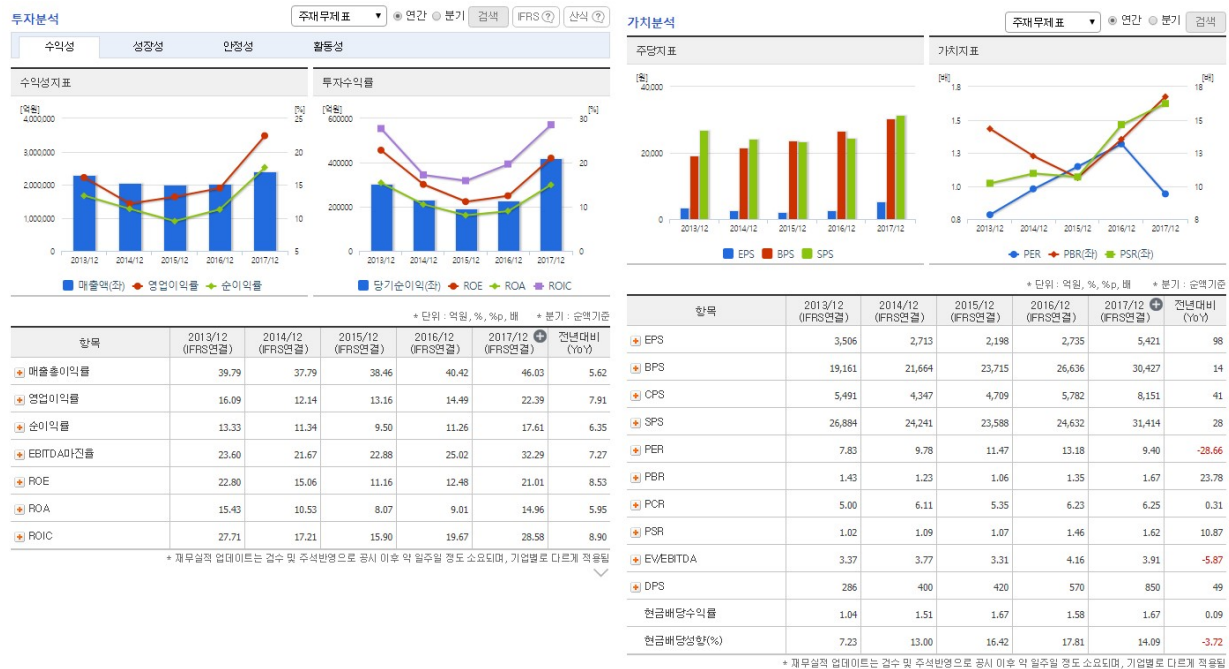 투자분석
주재무제표 ▼ 연간 분기 검색 IFRS ? 산식 ?
수익성 성장성 안정성 활동성
수익성지표 투자수익률
[억원] [%] [억원] [%]
4,000,000 25 600000 30
3,000,000 20 400000 20
2,000,000 15
1,000,000 10 200000 10
0 5 0 0
2013/12 2014/12 2015/12 2016/12 2017/12 2013/12 2014/12 2015/12 2016/12 2017/12
매출액(좌) 영업이익률 순이익률 당기순이익(좌) ROE ROA ROIC
* 단위 : 억원, %, %p, 배 * 분기 : 순액기준
항목 2013/12 (IFRS연결) 2014/12 (IFRS연결) 2015/12 (IFRS연결) 2016/12 (IFRS연결) 2017/12 (IFRS연결) 전년대비 (YoY)
매출총이익률 39.79 37.79 38.46 40.42 46.03 5.62
영업이익률 16.09 12.14 13.16 14.49 22.39 7.91
순이익률 13.33 11.34 9.50 11.26 17.61 6.35
EBITDA마진율 23.60 21.67 22.88 25.02 32.29 7.27
ROE 22.80 15.06 11.16 12.48 21.01 8.53
ROA 15.43 10.53 8.07 9.01 14.96 5.95
ROIC 27.71 17.21 15.90 19.67 28.58 8.90
* 재무실적 업데이트는 검수 및 주석반영으로 공시 이후 약 일주일 정도 소요되며, 기업별로 다르게 적용됨
가치분석
주재무제표 ▼ 연간 분기 검색
주당지표 가치지표
[원] [배] [배]
40,000 1.8 18
1.5 15
20,000 1.3 13
1.0 10
0 0.8 8
2013/12 2014/12 2015/12 2016/12 2017/12 2013/12 2014/12 2015/12 2016/12 2017/12
EPS BPS SPS PER PBR(좌) PSR(좌)
* 단위 : 억원, %, %p, 배 * 분기 : 순액기준
항목 2013/12 (IFRS연결) 2014/12 (IFRS연결) 2015/12 (IFRS연결) 2016/12 (IFRS연결) 2017/12 (IFRS연결) 전년대비 (YoY)
EPS 3,506 2,713 2,198 2,735 5,421 98
BPS 19,161 21,664 23,715 26,636 30,427 14
CPS 5,491 4,347 4,709 5,782 8,151 41
SPS 26,884 24,241 23,588 24,632 31,414 28
PER 7.83 9.78 11.47 13.18 9.40 -28.66
PBR 1.43 1.23 1.06 1.35 1.67 23.78
PCR 5.00 6.11 5.35 6.23 6.25 0.31
PSR 1.02 1.09 1.07 1.46 1.62 10.87
EV/EBITDA 3.37 3.77 3.31 4.16 3.91 -5.87
DPS 286 400 420 570 850 49
현금배당수익률 1.04 1.51 1.67 1.58 1.67 0.09
현금배당성향(%) 7.23 13.00 16.42 17.81 14.09 -3.72
* 재무실적 업데이트는 검수 및 주석반영으로 공시 이후 약 일주일 정도 소요되며, 기업별로 다르게 적용됨